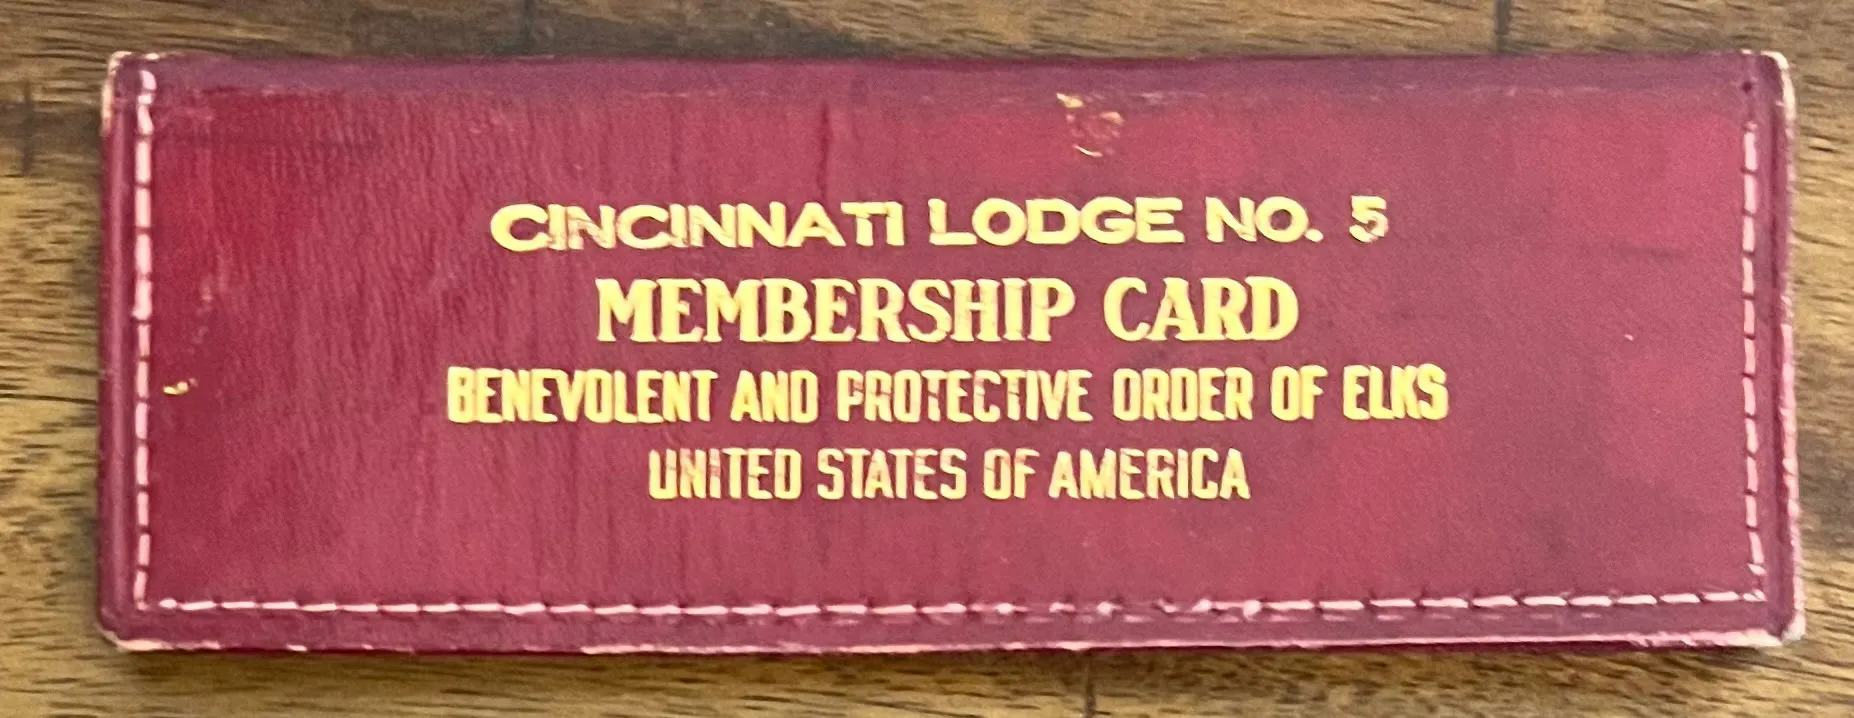 CINCINNATI LODGE NO. 5
MEMBERSHIP CARD
BENEVOLENT AND PROTECTIVE ORDER OF ELKS
UNITED STATES OF AMERICA